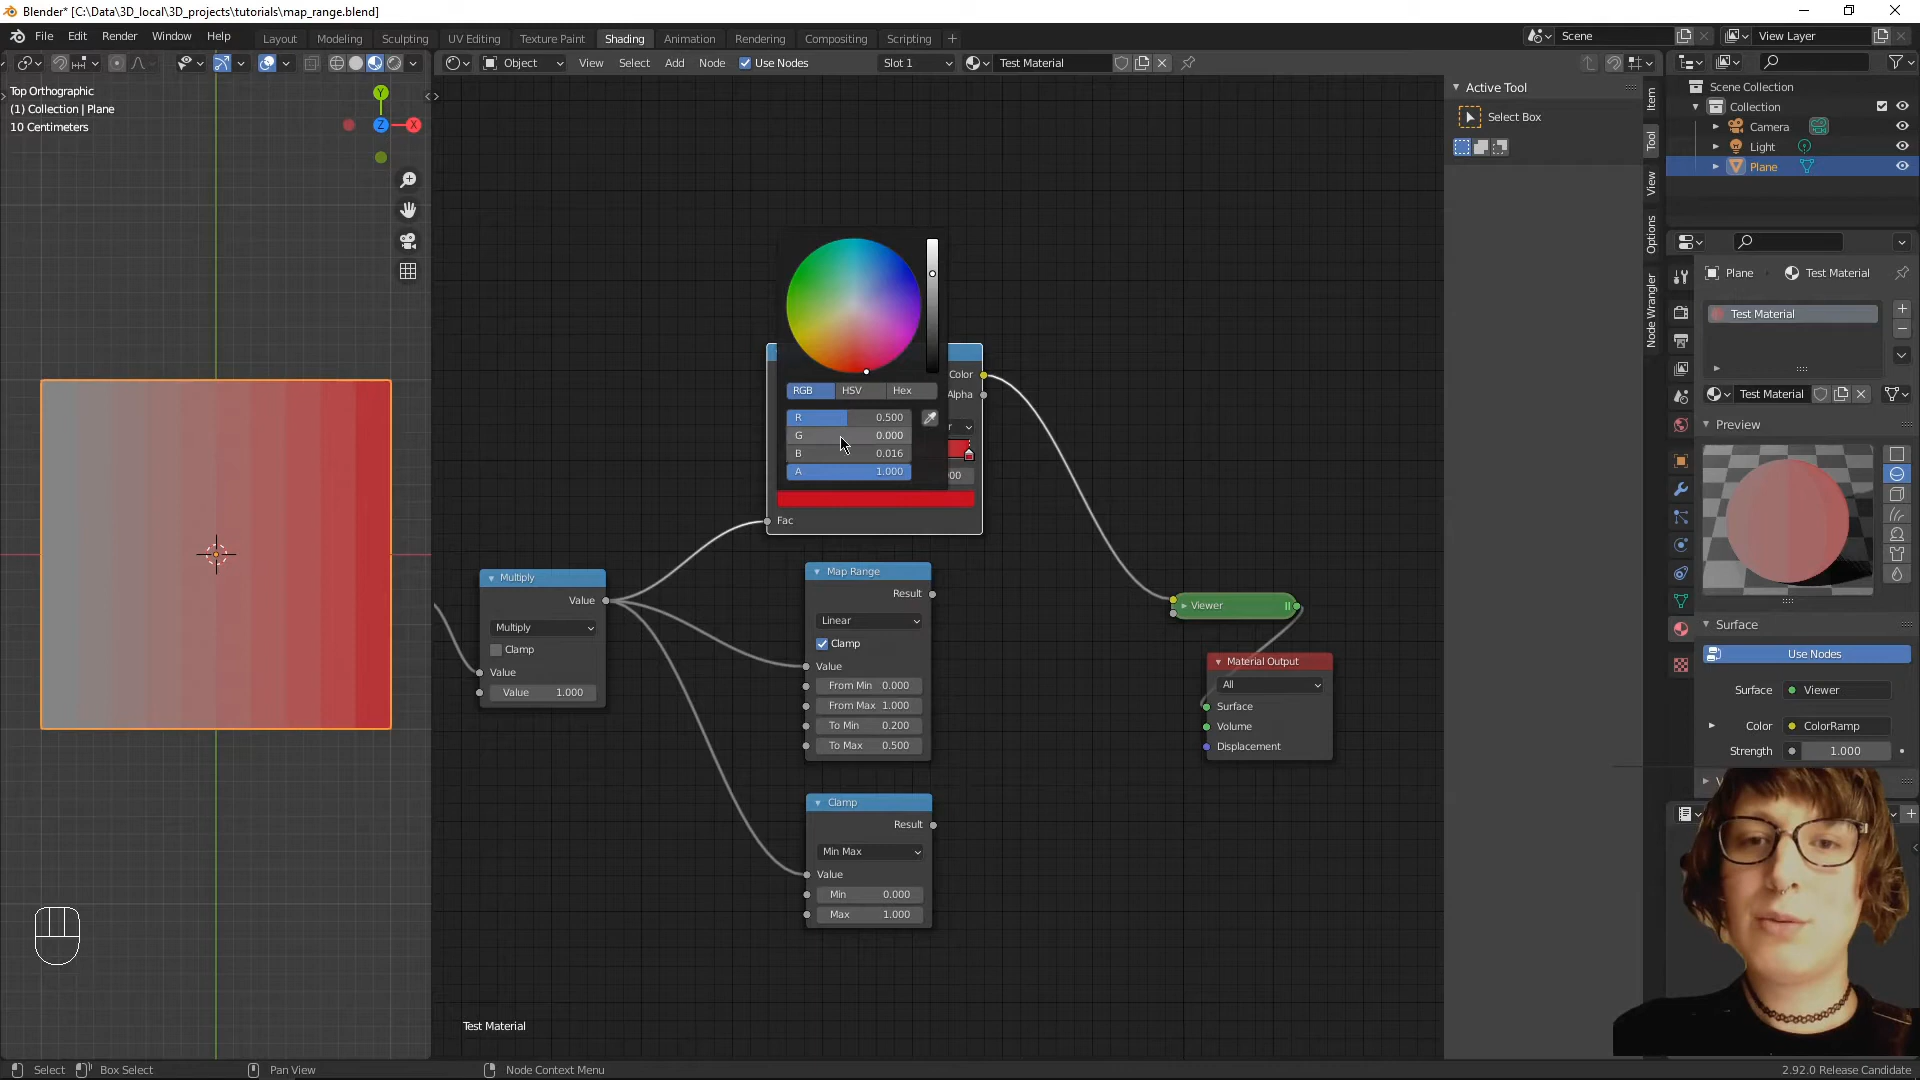 Blender* [C:\Data\3D_local\3D_projects\tutorials\map_range.blend]
File Edit Render Window Help Layout Modeling Sculpting UV Editing Texture Paint Shading Animation Rendering Compositing Scripting Scene View Layer
Object View Select Add Node Use Nodes Slot 1 Test Material
Top Orthographic
(1) Collection | Plane
10 Centimeters
Y
Z
X
Active Tool
Select Box
Item
Tool
View
Options
Node Wrangler
Scene Collection
Collection
Camera
Light
Plane
Plane Test Material
Test Material
Test Material
Preview
Surface
Use Nodes
Surface Viewer
Color ColorRamp
Strength 1.000
Color
Alpha
RGB HSV Hex
R 0.500
G 0.000
B 0.016
A 1.000
Fac
Multiply
Value
Multiply
Clamp
Value
Value 1.000
Map Range
Result
Linear
Clamp
Value
From Min 0.000
From Max 1.000
To Min 0.200
To Max 0.500
Clamp
Result
Min Max
Value
Min 0.000
Max 1.000
Viewer
Material Output
All
Surface
Volume
Displacement
Test Material
Select Box Select Pan View Node Context Menu 2.92.0 Release Candidate